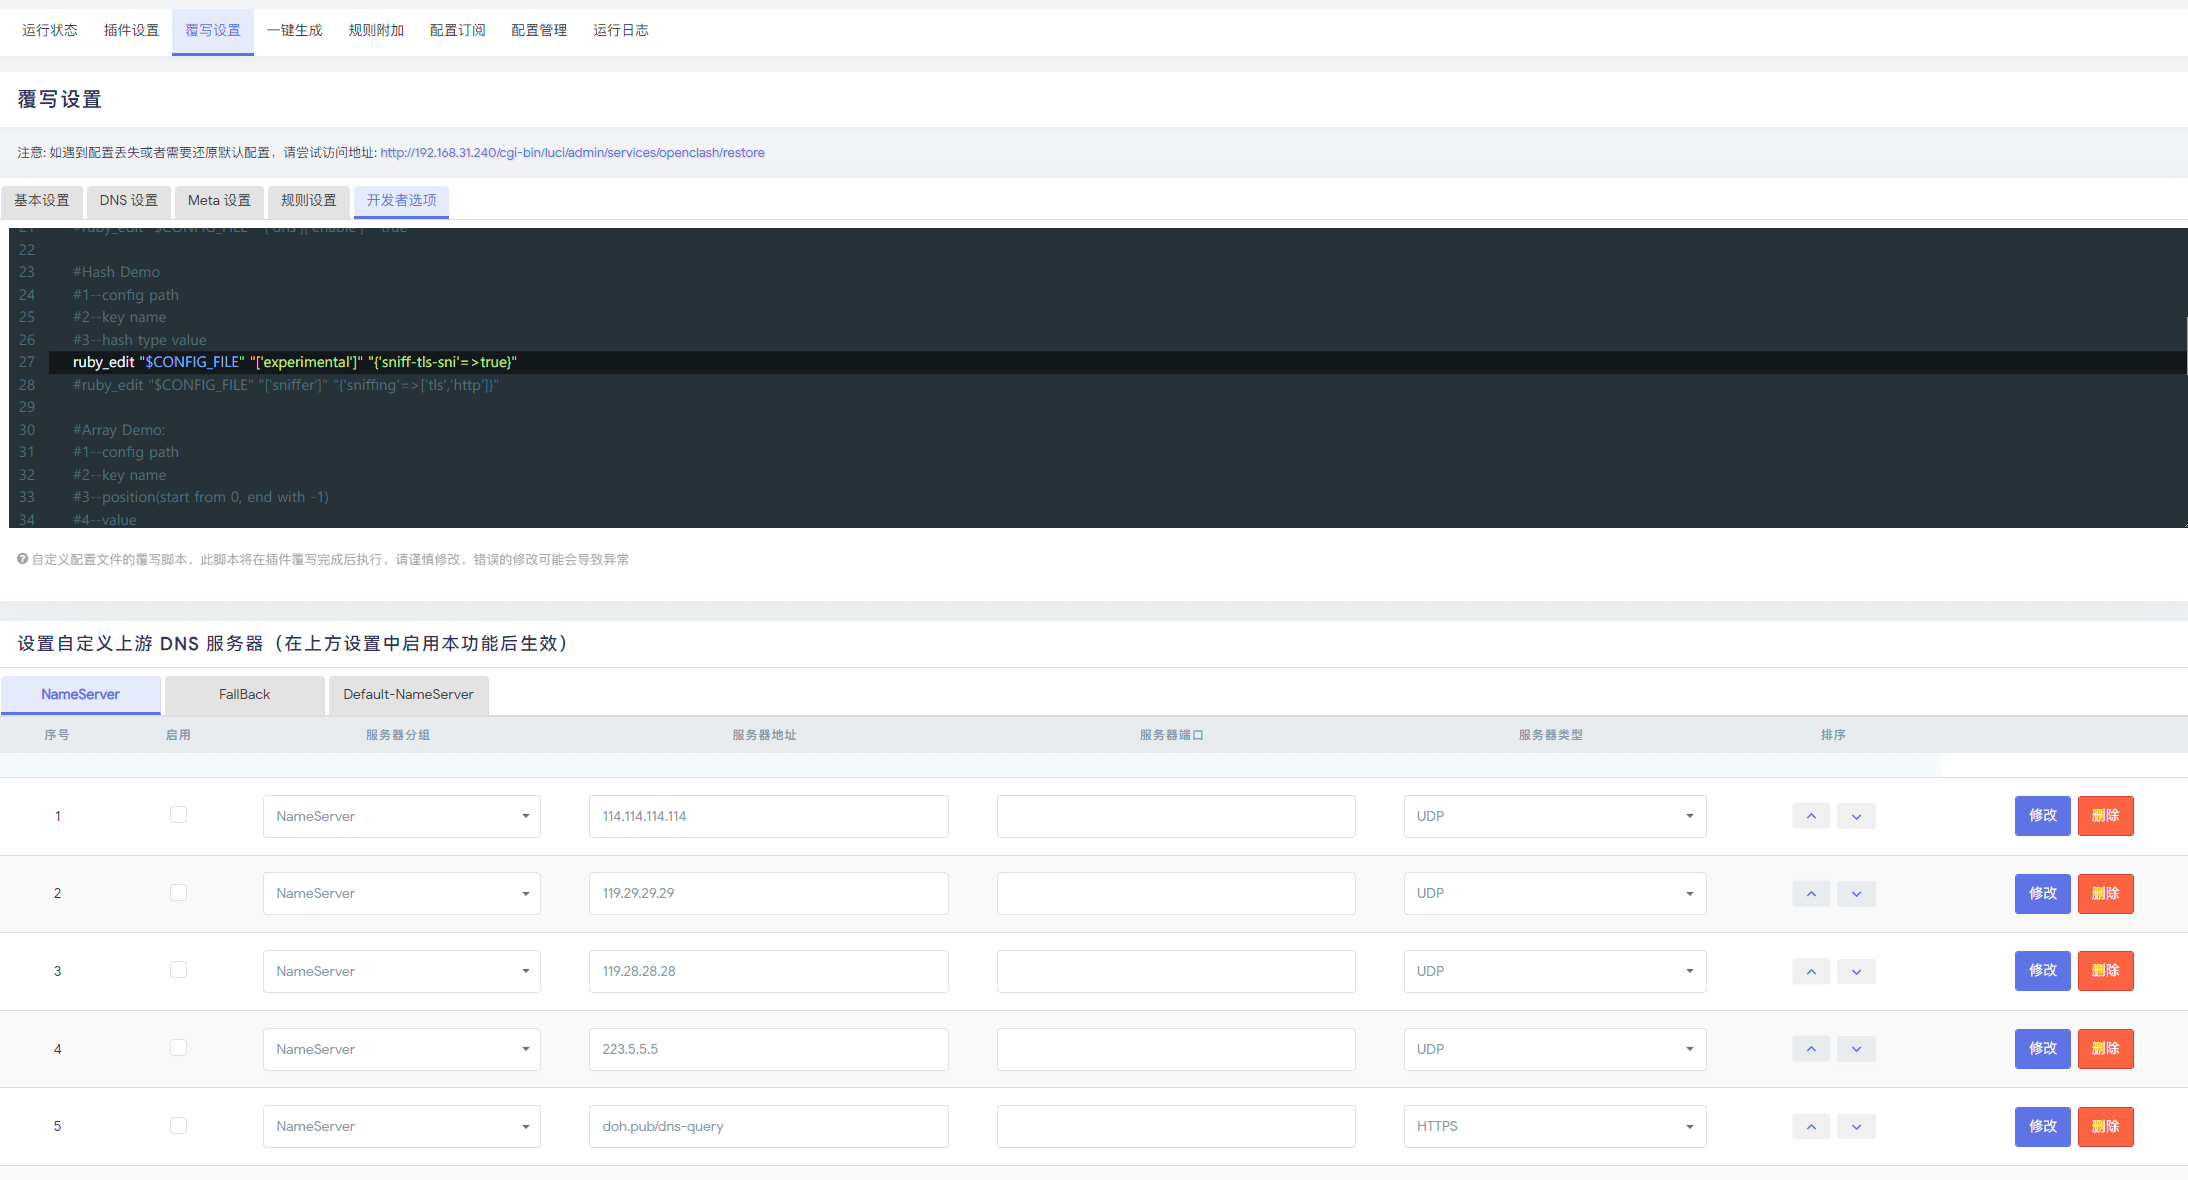 运行状态 插件设置 覆写设置 一键生成 规则附加 配置订阅 配置管理 运行日志
覆写设置
注意: 如遇到配置丢失或者需要还原默认配置，请尝试访问地址: http://192.168.31.240/cgi-bin/luci/admin/services/openclash/restore
基本设置 DNS 设置 Meta 设置 规则设置 开发者选项
21 #ruby_edit "$CONFIG_FILE" "['dns']['enable']" "true"
22
23 #Hash Demo
24 #1--config path
25 #2--key name
26 #3--hash type value
27 ruby_edit "$CONFIG_FILE" "['experimental']" "{'sniff-tls-sni'=>true}"
28 #ruby_edit "$CONFIG_FILE" "['sniffer']" "{'sniffing'=>['tls','http']}"
29
30 #Array Demo:
31 #1--config path
32 #2--key name
33 #3--position(start from 0, end with -1)
34 #4--value
自定义配置文件的覆写脚本，此脚本将在插件覆写完成后执行，请谨慎修改，错误的修改可能会导致异常
设置自定义上游 DNS 服务器（在上方设置中启用本功能后生效）
NameServer FallBack Default-NameServer
序号 启用 服务器分组 服务器地址 服务器端口 服务器类型 排序
1 NameServer 114.114.114.114 UDP 修改 删除
2 NameServer 119.29.29.29 UDP 修改 删除
3 NameServer 119.28.28.28 UDP 修改 删除
4 NameServer 223.5.5.5 UDP 修改 删除
5 NameServer doh.pub/dns-query HTTPS 修改 删除